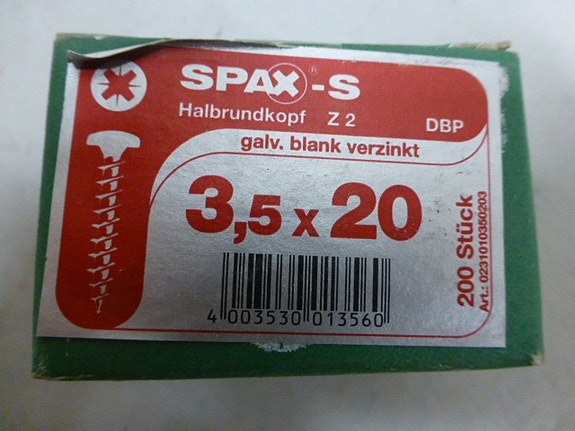 SPAX®-S
Halbrundkopf Z 2
DBP
galv. blank verzinkt
3,5 x 20
200 Stück
Art.: 0231010350203
4 003530 013560